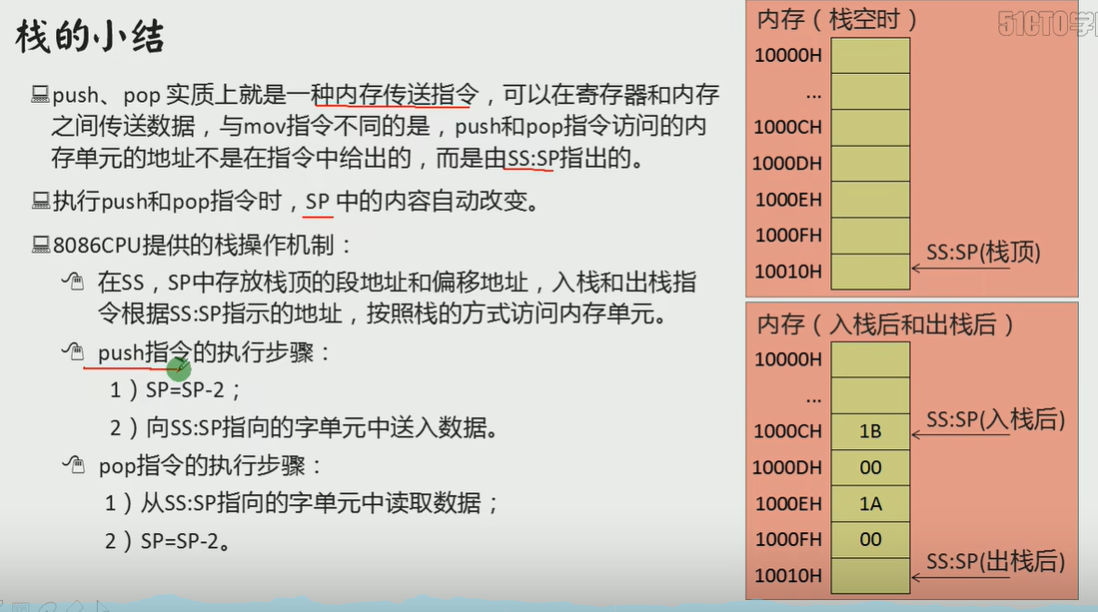 栈的小结
push、pop 实质上就是一种内存传送指令，可以在寄存器和内存
之间传送数据，与mov指令不同的是，push和pop指令访问的内
存单元的地址不是在指令中给出的，而是由SS:SP指出的。
执行push和pop指令时，SP 中的内容自动改变。
8086CPU提供的栈操作机制：
在SS，SP中存放栈顶的段地址和偏移地址，入栈和出栈指
令根据SS:SP指示的地址，按照栈的方式访问内存单元。
push指令的执行步骤：
1）SP=SP-2；
2）向SS:SP指向的字单元中送入数据。
pop指令的执行步骤：
1）从SS:SP指向的字单元中读取数据；
2）SP=SP-2。
51CTO学
内存（栈空时）
10000H
...
1000CH
1000DH
1000EH
1000FH
10010H
SS:SP(栈顶)
内存（入栈后和出栈后）
10000H
...
1000CH 1B SS:SP(入栈后)
1000DH 00
1000EH 1A
1000FH 00
10010H SS:SP(出栈后)